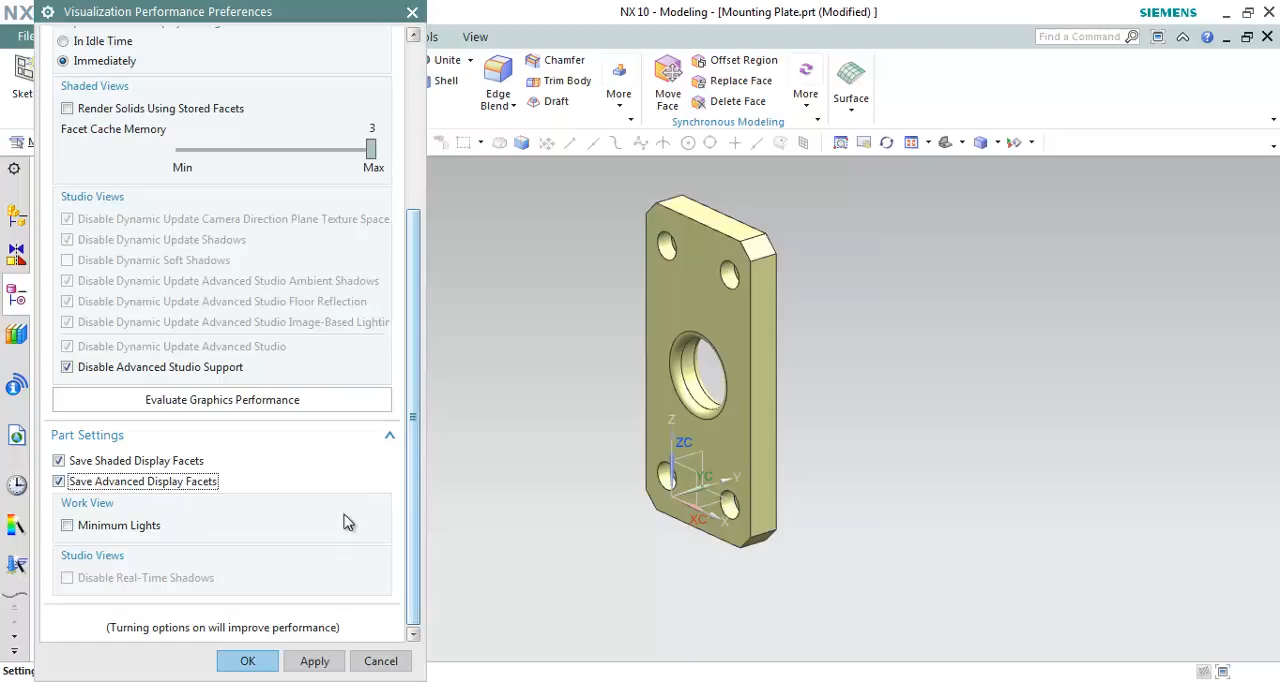 NX
Visualization Performance Preferences
NX 10 - Modeling - [Mounting Plate.prt (Modified) ]
SIEMENS
File
ols
View
Find a Command
In Idle Time
Immediately
Shaded Views
Render Solids Using Stored Facets
Facet Cache Memory
3
Min
Max
Studio Views
Disable Dynamic Update Camera Direction Plane Texture Space
Disable Dynamic Update Shadows
Disable Dynamic Soft Shadows
Disable Dynamic Update Advanced Studio Ambient Shadows
Disable Dynamic Update Advanced Studio Floor Reflection
Disable Dynamic Update Advanced Studio Image-Based Lightin
Disable Dynamic Update Advanced Studio
Disable Advanced Studio Support
Evaluate Graphics Performance
Part Settings
Save Shaded Display Facets
Save Advanced Display Facets
Work View
Minimum Lights
Studio Views
Disable Real-Time Shadows
(Turning options on will improve performance)
OK
Apply
Cancel
Sket
M
Setting
Unite
Shell
Edge
Blend
Chamfer
Trim Body
Draft
More
Move
Face
Offset Region
Replace Face
Delete Face
More
Surface
Synchronous Modeling
Z
ZC
YC
Y
XC
X